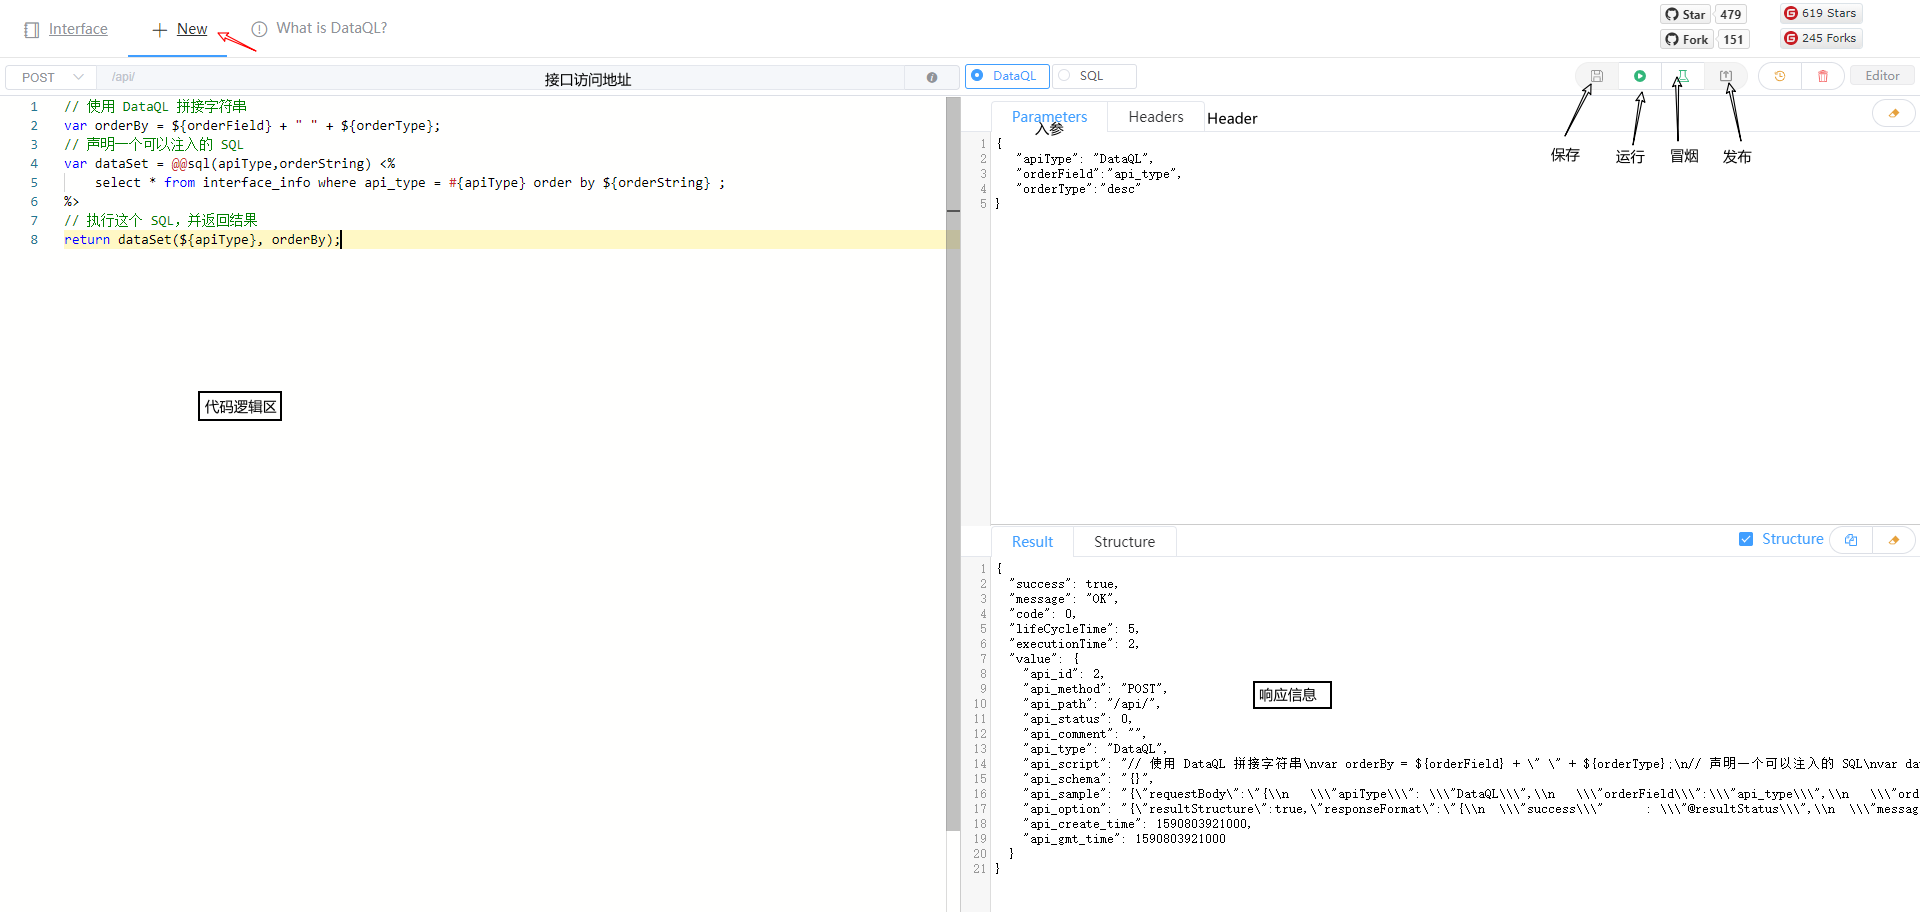 Interface
New
What is DataQL?
Star 479
Fork 151
619 Stars
245 Forks
POST
/api/
接口访问地址
DataQL
SQL
Editor
1 // 使用 DataQL 拼接字符串
2 var orderBy = ${orderField} + " " + ${orderType};
3 // 声明一个可以注入的 SQL
4 var dataSet = @@sql(apiType,orderString) <%
5 select * from interface_info where api_type = #{apiType} order by ${orderString} ;
6 %>
7 // 执行这个 SQL，并返回结果
8 return dataSet(${apiType}, orderBy);
代码逻辑区
Parameters
入参
Headers
Header
保存
运行
冒烟
发布
1 {
2 "apiType": "DataQL",
3 "orderField":"api_type",
4 "orderType":"desc"
5 }
Result
Structure
Structure
1 {
2 "success": true,
3 "message": "OK",
4 "code": 0,
5 "lifeCycleTime": 5,
6 "executionTime": 2,
7 "value": {
8 "api_id": 2,
9 "api_method": "POST",
10 "api_path": "/api/",
11 "api_status": 0,
12 "api_comment": "",
13 "api_type": "DataQL",
14 "api_script": "// 使用 DataQL 拼接字符串\nvar orderBy = ${orderField} + \" \" + ${orderType};\n// 声明一个可以注入的 SQL\nvar da
15 "api_schema": "{}",
16 "api_sample": "{\"requestBody\":\"{\\n \\\"apiType\\\": \\\"DataQL\\\",\\n \\\"orderField\\\":\\\"api_type\\\",\\n \\\"ord
17 "api_option": "{\"resultStructure\":true,\"responseFormat\":\"{\\n \\\"success\\\" : \\\"@resultStatus\\\",\\n \\\"messag
18 "api_create_time": 1590803921000,
19 "api_gmt_time": 1590803921000
20 }
21 }
响应信息